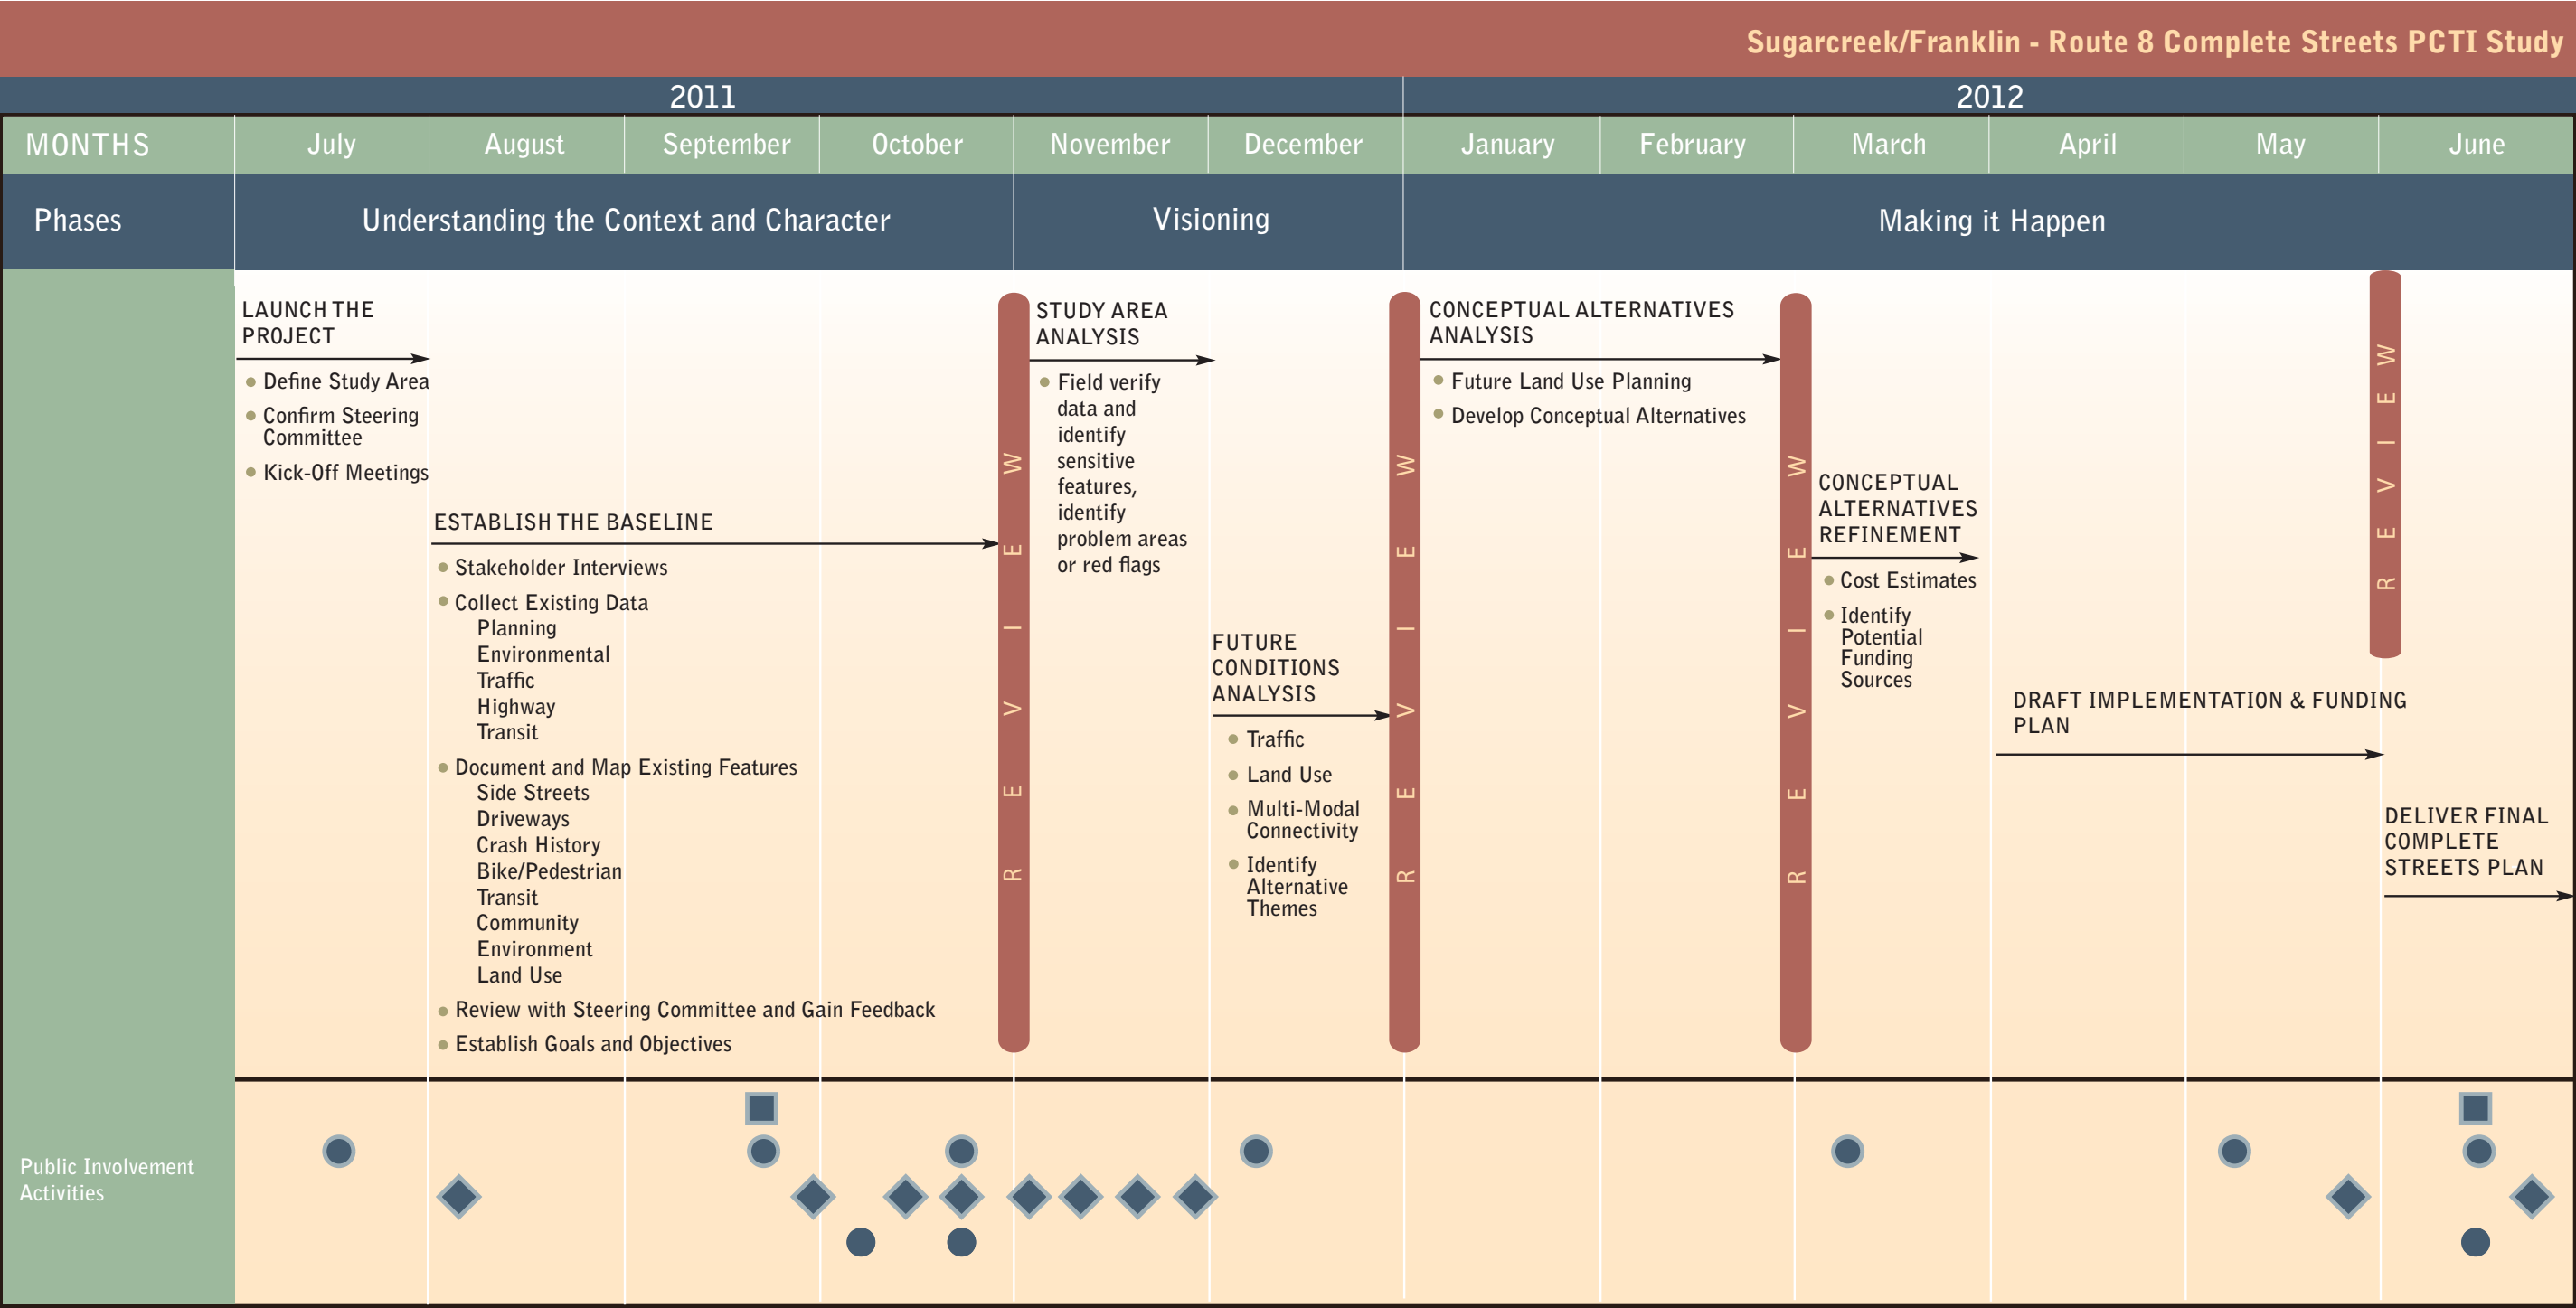 Sugarcreek/Franklin - Route 8 Complete Streets PCTI Study
2011
2012
MONTHS
July
August
September
October
November
December
January
February
March
April
May
June
Phases
Understanding the Context and Character
Visioning
Making it Happen
LAUNCH THE
PROJECT
Define Study Area
Confirm Steering
Committee
Kick-Off Meetings
ESTABLISH THE BASELINE
Stakeholder Interviews
Collect Existing Data
Planning
Environmental
Traffic
Highway
Transit
Document and Map Existing Features
Side Streets
Driveways
Crash History
Bike/Pedestrian
Transit
Community
Environment
Land Use
Review with Steering Committee and Gain Feedback
Establish Goals and Objectives
REVIEW
STUDY AREA
ANALYSIS
Field verify
data and
identify
sensitive
features,
identify
problem areas
or red flags
FUTURE
CONDITIONS
ANALYSIS
Traffic
Land Use
Multi-Modal
Connectivity
Identify
Alternative
Themes
REVIEW
CONCEPTUAL ALTERNATIVES
ANALYSIS
Future Land Use Planning
Develop Conceptual Alternatives
REVIEW
CONCEPTUAL
ALTERNATIVES
REFINEMENT
Cost Estimates
Identify
Potential
Funding
Sources
REVIEW
DRAFT IMPLEMENTATION & FUNDING
PLAN
DELIVER FINAL
COMPLETE
STREETS PLAN
Public Involvement
Activities